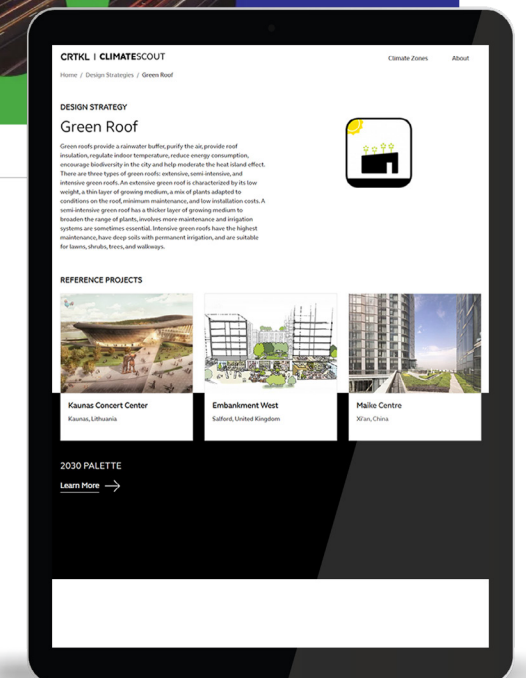 CRTKL | CLIMATESCOUT
Climate Zones About
Home / Design Strategies / Green Roof
DESIGN STRATEGY
Green Roof
Green roofs provide a rainwater buffer, purify the air, provide roof
insulation, regulate indoor temperature, reduce energy consumption,
encourage biodiversity in the city and help moderate the heat island effect.
There are three types of green roofs: extensive, semi-intensive, and
intensive green roofs. An extensive green roof is characterized by its low
weight, a thin layer of growing medium, a mix of plants adapted to
conditions on the roof, minimum maintenance, and low installation costs. A
semi-intensive green roof has a thicker layer of growing medium to
broaden the range of plants, involves more maintenance and irrigation
systems are sometimes essential. Intensive green roofs have the highest
maintenance, have deep soils with permanent irrigation, and are suitable
for lawns, shrubs, trees, and walkways.
REFERENCE PROJECTS
Kaunas Concert Center
Kaunas, Lithuania
Embankment West
Salford, United Kingdom
Maike Centre
Xi'an, China
2030 PALETTE
Learn More